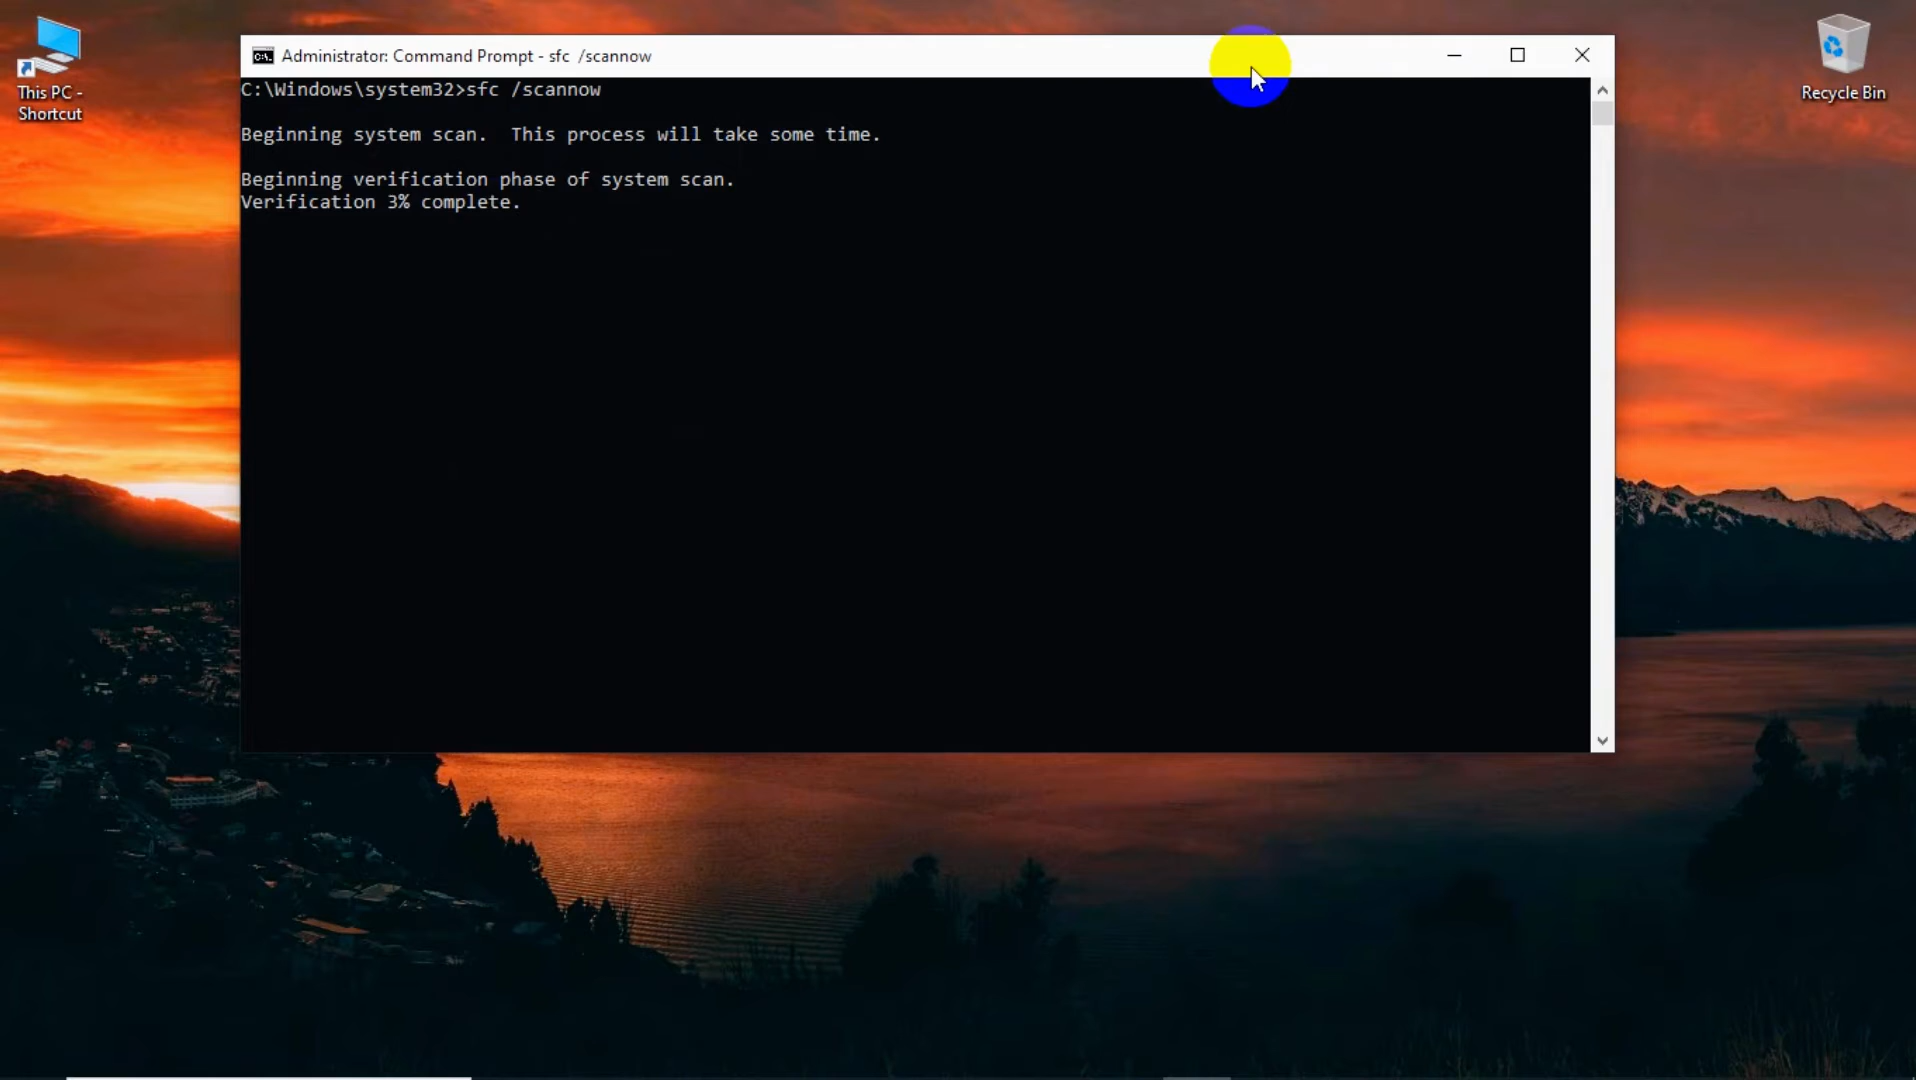 This PC -
Shortcut
Administrator: Command Prompt - sfc  /scannow
Recycle Bin
C:\Windows\system32>sfc /scannow
Beginning system scan.  This process will take some time.
Beginning verification phase of system scan.
Verification 3% complete.